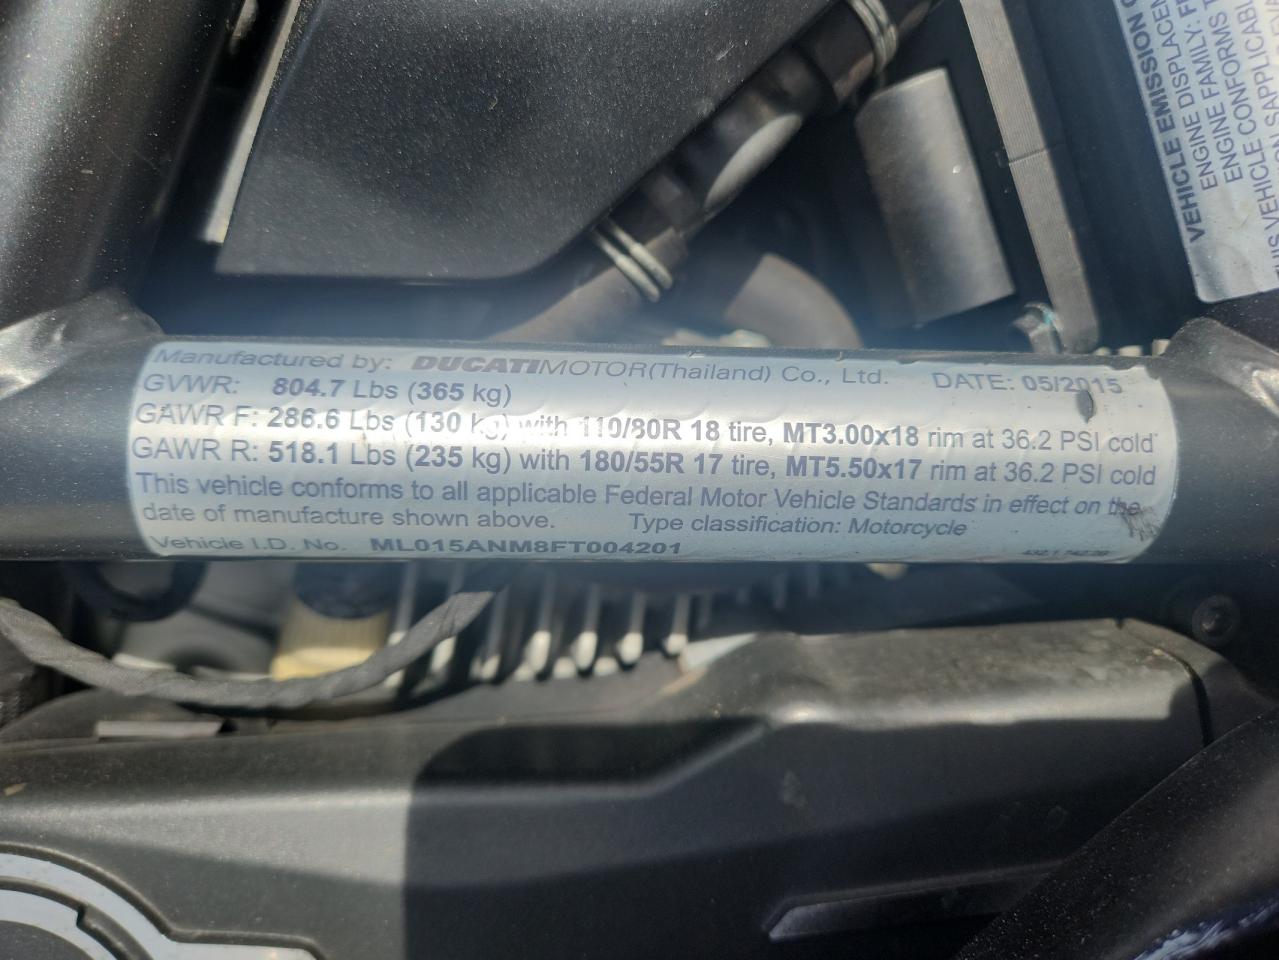 Manufactured by: DUCATIMOTOR(Thailand) Co., Ltd. DATE: 05/2015
GVWR: 804.7 Lbs (365 kg)
GAWR F: 286.6 Lbs (130 kg) with 110/80R 18 tire, MT3.00x18 rim at 36.2 PSI cold
GAWR R: 518.1 Lbs (235 kg) with 180/55R 17 tire, MT5.50x17 rim at 36.2 PSI cold
This vehicle conforms to all applicable Federal Motor Vehicle Standards in effect on the
date of manufacture shown above. Type classification: Motorcycle
Vehicle I.D. No. ML015ANM8FT004201
VEHICLE EMISSION
ENGINE DISPLACEMEN
ENGINE FAMILY:
ENGINE CONFORMS
VEHICLE CONFORMABLE